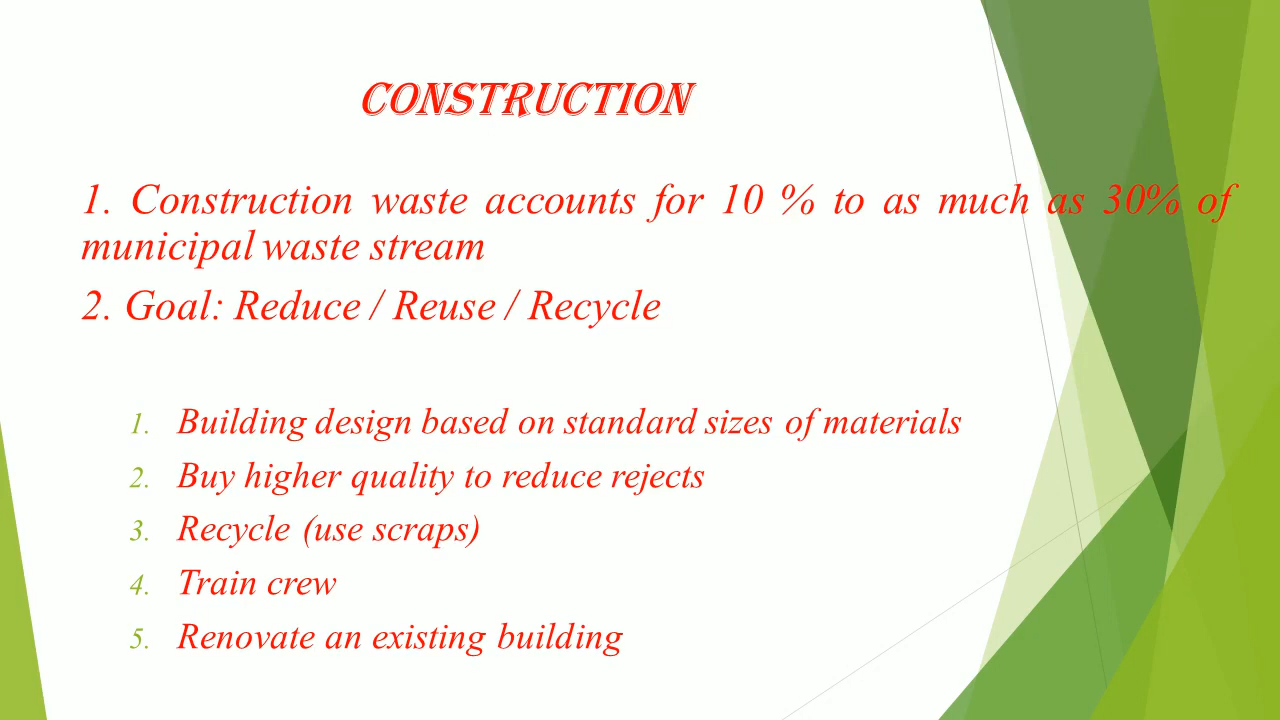 CONSTRUCTION
1. Construction waste accounts for 10 % to as much as 30% of
municipal waste stream
2. Goal: Reduce / Reuse / Recycle
1. Building design based on standard sizes of materials
2. Buy higher quality to reduce rejects
3. Recycle (use scraps)
4. Train crew
5. Renovate an existing building